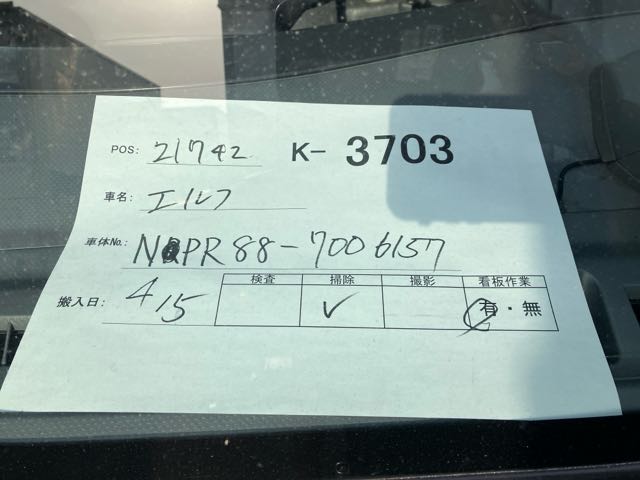 POS: 21742 K-3703
車名: エルフ
車体No.: NPR88-7006157
搬入日: 4/15
検査 掃除 撮影 看板作業
✓ 有・無